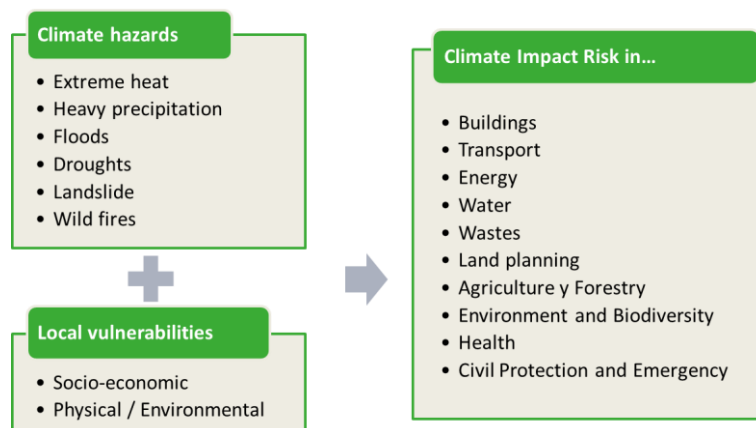 Climate hazards
• Extreme heat
• Heavy precipitation
• Floods
• Droughts
• Landslide
• Wild fires
Local vulnerabilities
• Socio-economic
• Physical / Environmental
Climate Impact Risk in...
• Buildings
• Transport
• Energy
• Water
• Wastes
• Land planning
• Agriculture y Forestry
• Environment and Biodiversity
• Health
• Civil Protection and Emergency